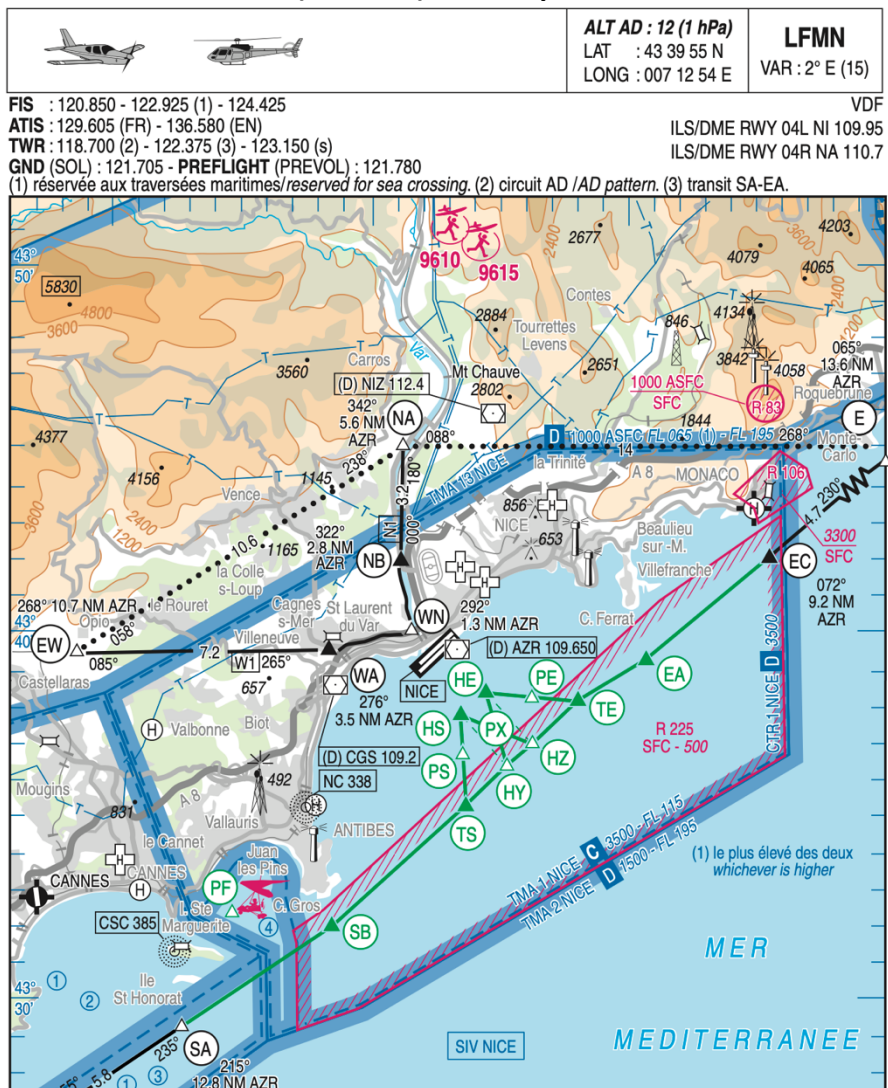 ALT AD : 12 (1 hPa)
LAT : 43 39 55 N
LONG : 007 12 54 E
LFMN
VAR : 2° E (15)
FIS : 120.850 - 122.925 (1) - 124.425
VDF
ATIS : 129.605 (FR) - 136.580 (EN)
ILS/DME RWY 04L NI 109.95
TWR : 118.700 (2) - 122.375 (3) - 123.150 (s)
ILS/DME RWY 04R NA 110.7
GND (SOL) : 121.705 - PREFLIGHT (PREVOL) : 121.780
(1) réservée aux traversées maritimes/reserved for sea crossing. (2) circuit AD /AD pattern. (3) transit SA-EA.
43°
50'
5830
4800
3600
3600
2400
9610
9615
2400
2677
3600
4203
4079
4065
2400
1200
Contes
2884
Tourrettes
Levens
846
4134
3842
4058
065°
13.6 NM
AZR
Var
Carros
3560
(D) NIZ 112.4
Mt Chauve
2802
2651
1000 ASFC
SFC
R 83
Roquebrune
342°
5.6 NM
AZR
NA
088°
1844
E
D
1000 ASFC FL 065 (1) - FL 195
268°
Monte-
Carlo
14
4377
4156
2400
1200
3600
1145
238°
Vence
180°
3.2
000°
N1
TMA 13 NICE
la Trinité
A 8
MONACO
R 106
H
856
H
NICE
653
4.7
230°
3300
SFC
10.6
1165
322°
2.8 NM
AZR
NB
la Colle
s-Loup
Beaulieu
sur -M.
Villefranche
EC
072°
9.2 NM
AZR
H
H
268° 10.7 NM AZR
le Rouret
Cagnes
s-Mer
St Laurent
du Var
WN
292°
1.3 NM AZR
C. Ferrat
43°
40'
EW
Opio
058°
085°
7.2
Villeneuve
W1
265°
657
WA
276°
3.5 NM AZR
NICE
(D) AZR 109.650
CTR 1 NICE D 3500
Castellaras
HE
PE
EA
TE
HS
PX
HZ
PS
HY
TS
R 225
SFC - 500
H
Valbonne
Biot
(D) CGS 109.2
NC 338
H
Mougins
831
A 8
492
Vallauris
ANTIBES
le Cannet
H
CANNES
CANNES
H
Juan
les Pins
PF
C. Gros
4
I. Ste
Marguerite
CSC 385
SB
TMA 1 NICE C 3500 - FL 115
TMA 2 NICE D 1500 - FL 195
(1) le plus élevé des deux
whichever is higher
MER
MEDITERRANEE
43°
30'
1
2
Ile
St Honorat
SA
235°
5.8
215°
12.8 NM AZR
1
3
SIV NICE